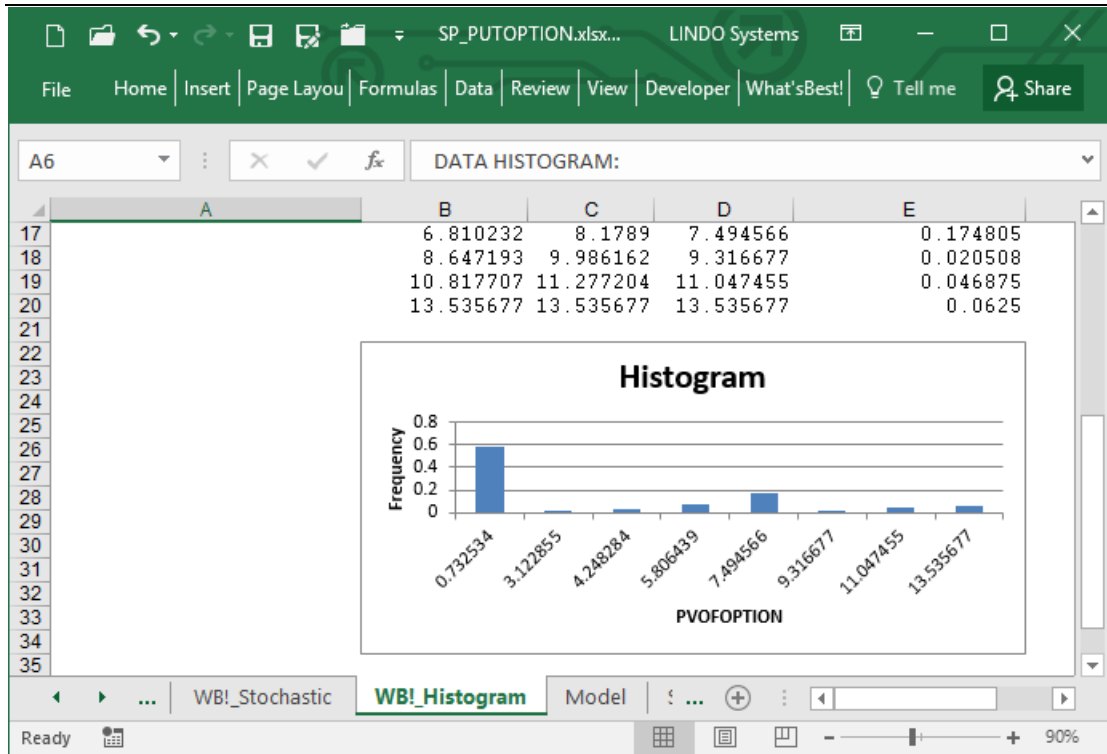 SP_PUTOPTION.xlsx... LINDO Systems
File Home Insert Page Layou Formulas Data Review View Developer What'sBest! Tell me Share
A6 fx DATA HISTOGRAM:
A B C D E
17 6.810232 8.1789 7.494566 0.174805
18 8.647193 9.986162 9.316677 0.020508
19 10.817707 11.277204 11.047455 0.046875
20 13.535677 13.535677 13.535677 0.0625
21
22
23
24
25
26
27
28
29
30
31
32
33
34
35
Histogram
Frequency
0.8
0.6
0.4
0.2
0
0.732534 3.122855 4.248284 5.806439 7.494566 9.316677 11.047455 13.535677
PVOFOPTION
... WB!_Stochastic WB!_Histogram Model S ...
Ready 90%